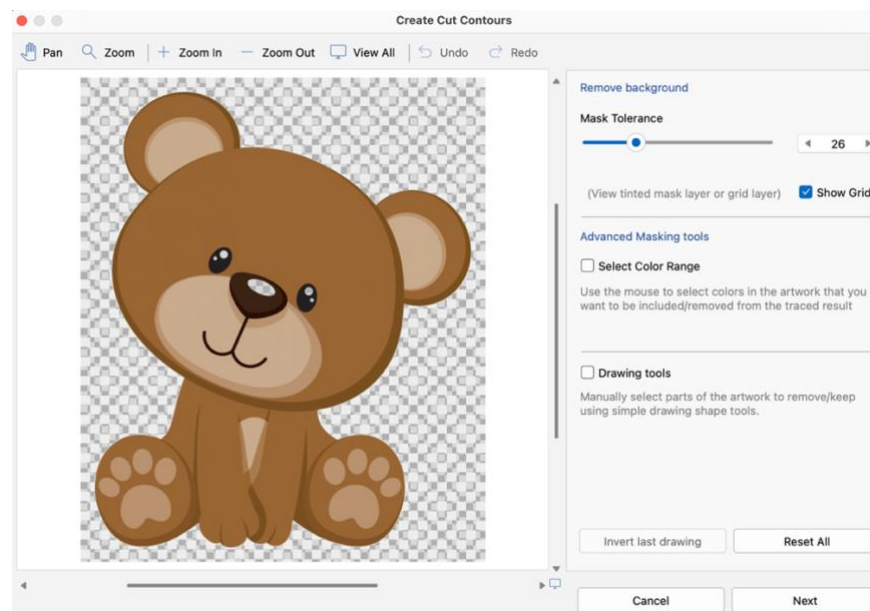 Create Cut Contours
Pan Zoom Zoom In Zoom Out View All Undo Redo
Remove background
Mask Tolerance
26
(View tinted mask layer or grid layer) Show Grid
Advanced Masking tools
Select Color Range
Use the mouse to select colors in the artwork that you
want to be included/removed from the traced result
Drawing tools
Manually select parts of the artwork to remove/keep
using simple drawing shape tools.
Invert last drawing Reset All
Cancel Next